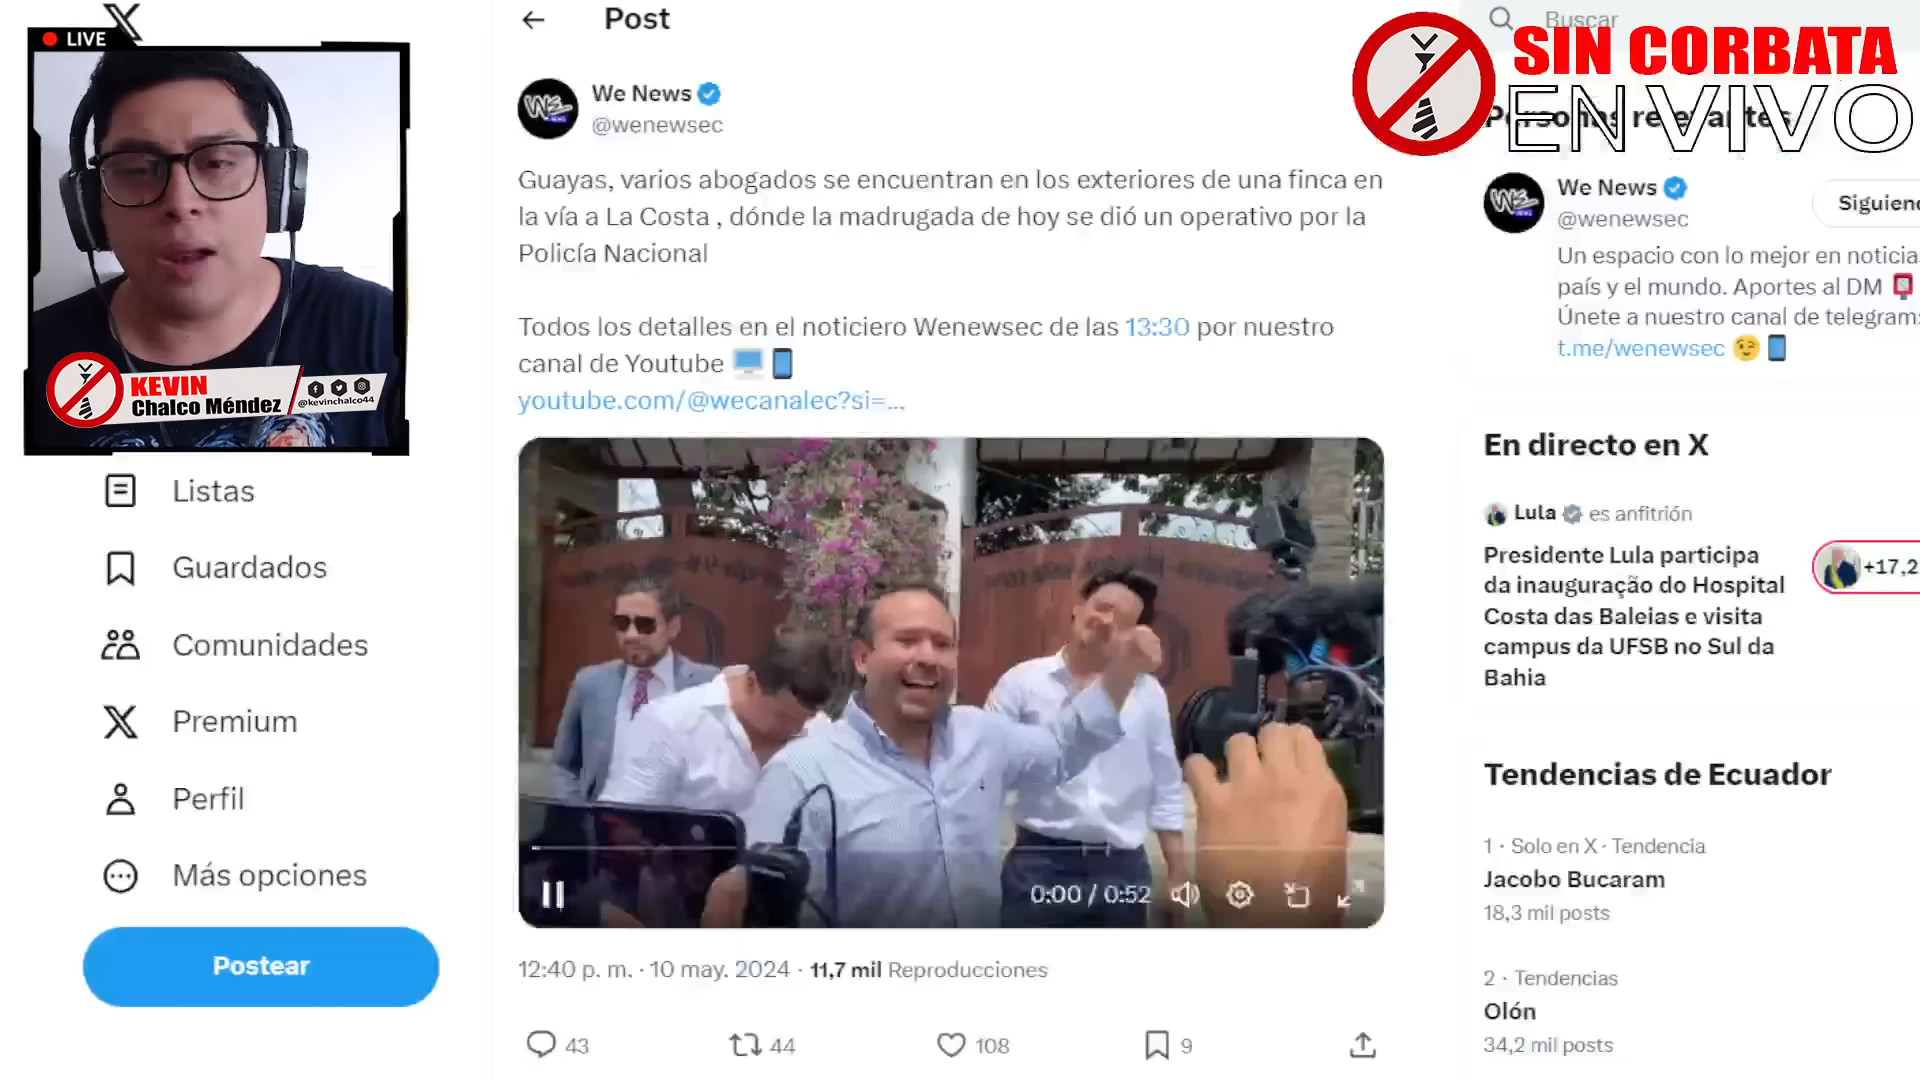 LIVE
KEVIN
Chalco Méndez
@kevinchalco44
Listas
Guardados
Comunidades
Premium
Perfil
Más opciones
Postear
Post
We News
@wenewsec
Guayas, varios abogados se encuentran en los exteriores de una finca en
la vía a La Costa , dónde la madrugada de hoy se dió un operativo por la
Policía Nacional
Todos los detalles en el noticiero Wenewsec de las 13:30 por nuestro
canal de Youtube
youtube.com/@wecanalec?si=...
0:00 / 0:52
12:40 p. m. · 10 may. 2024 · 11,7 mil Reproducciones
43
44
108
9
Buscar
SIN CORBATA
EN VIVO
Personas relevantes
We News
@wenewsec
Un espacio con lo mejor en noticia
país y el mundo. Aportes al DM
Únete a nuestro canal de telegram:
t.me/wenewsec
En directo en X
Lula es anfitrión
Presidente Lula participa
da inauguração do Hospital
Costa das Baleias e visita
campus da UFSB no Sul da
Bahia
+17,2
Tendencias de Ecuador
1 · Solo en X · Tendencia
Jacobo Bucaram
18,3 mil posts
2 · Tendencias
Olón
34,2 mil posts